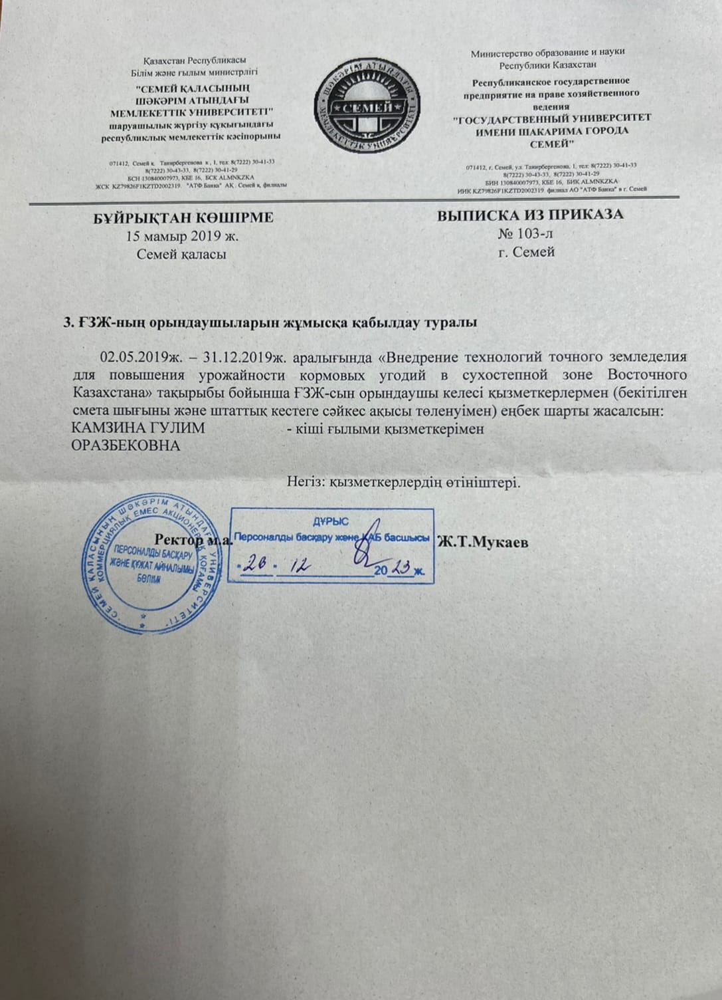 Қазахстан Республикасы
Білім және ғылым министрлігі
"СЕМЕЙ ҚАЛАСЫНЫҢ
ШӘКӘРІМ АТЫНДАҒЫ
МЕМЛЕКЕТТІК УНИВЕРСИТЕТІ"
шаруашылық жүргізу құқығындағы
республиклық мемлекеттік кәсіпорыны
071412, Семей қ. Танирбергенова к , 1, тел: 8(7222) 30-41-33
8(7222) 30-43-33, 8(7222) 30-41-29
БСН 130840007973, КБЕ 16, БСК ALMNKZKA
ЖСК KZ79826F1KZTD2002319. "АТФ Банкa" АҚ Семей қ, филиалы
ШӘКӘРІМ АТЫНДАҒЫ
СЕМЕЙ
МЕМЛЕКЕТТІК УНИВЕРСИТЕТІ
Министерство образование и науки
Республики Казахстан
Республиканское государственное
предприятие на праве хозяйственного
ведения
"ГОСУДАРСТВЕННЫЙ УНИВЕРСИТЕТ
ИМЕНИ ШАКАРИМА ГОРОДА
СЕМЕЙ"
071412, г. Семей, ул. Танирбергенова, 1, тел: 8(7222) 30-41-33
8(7222) 30-43-33, 8(7222) 30-41-29
БИН 130840007973, КБЕ 16, БИК ALMNKZKA
ИИК KZ79826F1KZTD2002319. филиал АО "АТФ Банка" в г. Семей
БҰЙРЫҚТАН КӨШІРМЕ
15 мамыр 2019 ж.
Семей қаласы
ВЫПИСКА ИЗ ПРИКАЗА
№ 103-л
г. Семей
3. ҒЗЖ-ның орындаушыларын жұмысқа қабылдау туралы
02.05.2019ж. – 31.12.2019ж. аралығында «Внедрение технологий точного земледелия
для повышения урожайности кормовых угодий в сухостепной зоне Восточного
Казахстана» тақырыбы бойынша ҒЗЖ-сын орындаушы келесі қызметкерлермен (бекітілген
смета шығыны және штаттық кестеге сәйкес ақысы төленуімен) еңбек шарты жасалсын:
КАМЗИНА ГУЛИМ - кіші ғылыми қызметкерімен
ОРАЗБЕКОВНА
Негіз: қызметкерлердің өтініштері.
"СЕМЕЙ ҚАЛАСЫНЫҢ ШӘКӘРІМ АТЫНДАҒЫ УНИВЕРСИТЕТІ"
КОММЕРЦИЯЛЫҚ ЕМЕС АКЦИОНЕРЛІК ҚОҒАМЫ
ПЕРСОНАЛДЫ БАСҚАРУ
ЖӘНЕ ҚҰЖАТ АЙНАЛЫМЫ
БӨЛІМІ
ДҰРЫС
Персоналды басқару және ҚАБ басшысы
"26" 12 2023 ж.
Ректор м.а. Ж.Т.Мукаев